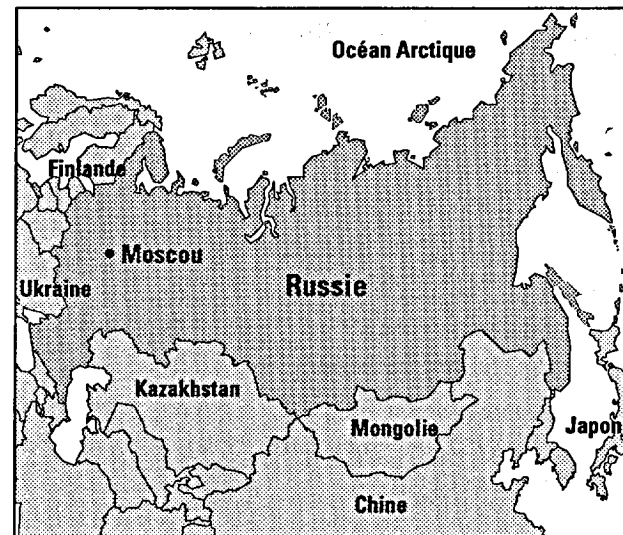 Océan Arctique
Finlande
Moscou
Ukraine
Russie
Kazakhstan
Mongolie
Japon
Chine